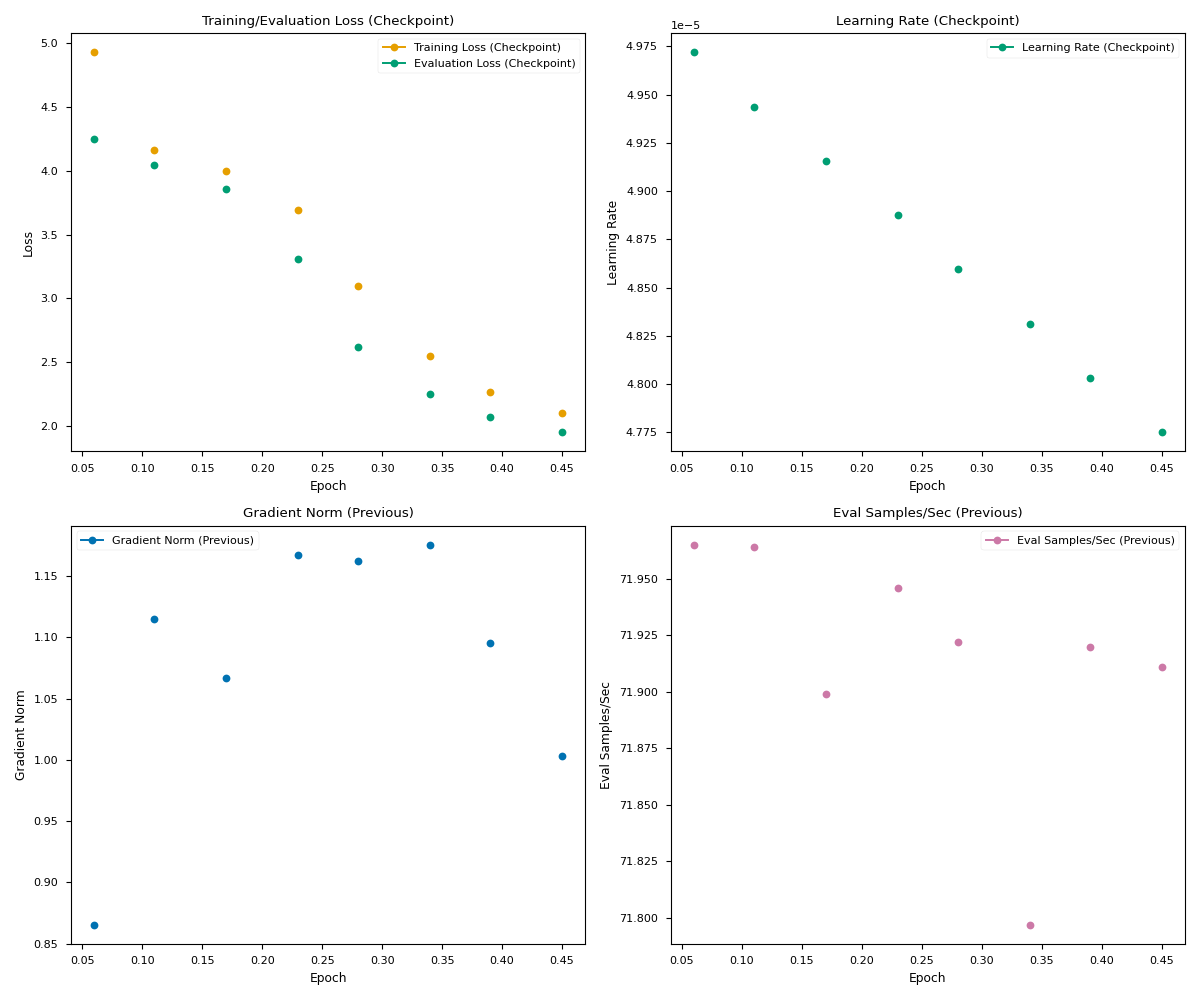 Training/Evaluation Loss (Checkpoint)
Training Loss (Checkpoint)
Evaluation Loss (Checkpoint)
5.0
4.5
4.0
3.5
3.0
2.5
2.0
Loss
0.05 0.10 0.15 0.20 0.25 0.30 0.35 0.40 0.45
Epoch
Learning Rate (Checkpoint)
1e−5
Learning Rate (Checkpoint)
4.975
4.950
4.925
4.900
4.875
4.850
4.825
4.800
4.775
Learning Rate
0.05 0.10 0.15 0.20 0.25 0.30 0.35 0.40 0.45
Epoch
Gradient Norm (Previous)
Gradient Norm (Previous)
1.15
1.10
1.05
1.00
0.95
0.90
0.85
Gradient Norm
0.05 0.10 0.15 0.20 0.25 0.30 0.35 0.40 0.45
Epoch
Eval Samples/Sec (Previous)
Eval Samples/Sec (Previous)
71.950
71.925
71.900
71.875
71.850
71.825
71.800
Eval Samples/Sec
0.05 0.10 0.15 0.20 0.25 0.30 0.35 0.40 0.45
Epoch